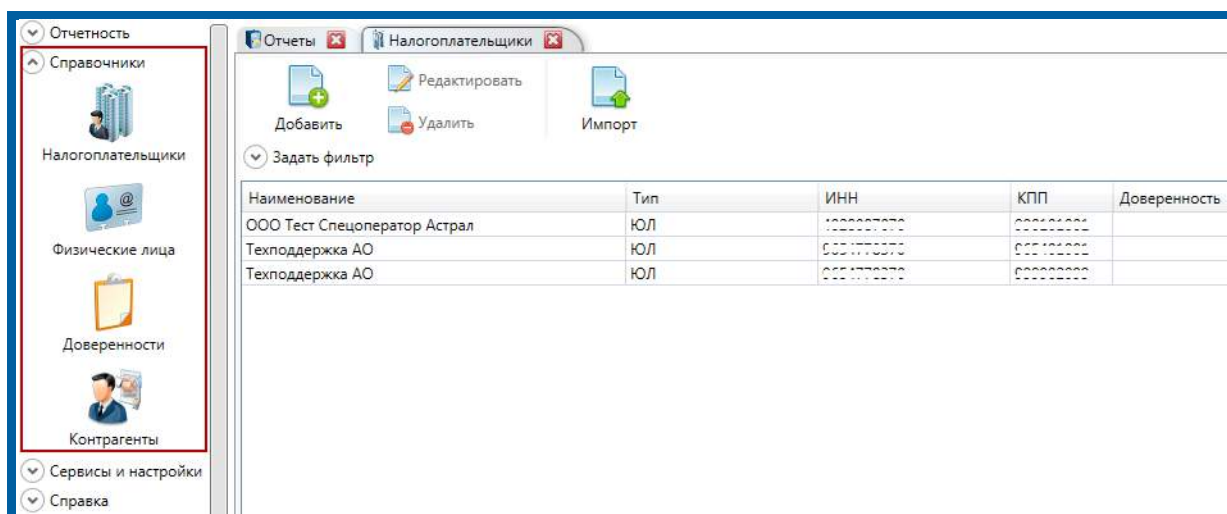 Отчетность
Справочники
Налогоплательщики
Физические лица
Доверенности
Контрагенты
Сервисы и настройки
Справка
Отчеты Налогоплательщики
Добавить Редактировать Удалить Импорт
Задать фильтр
Наименование Тип ИНН КПП Доверенность
ООО Тест Спецоператор Астрал ЮЛ
Техподдержка АО ЮЛ
Техподдержка АО ЮЛ